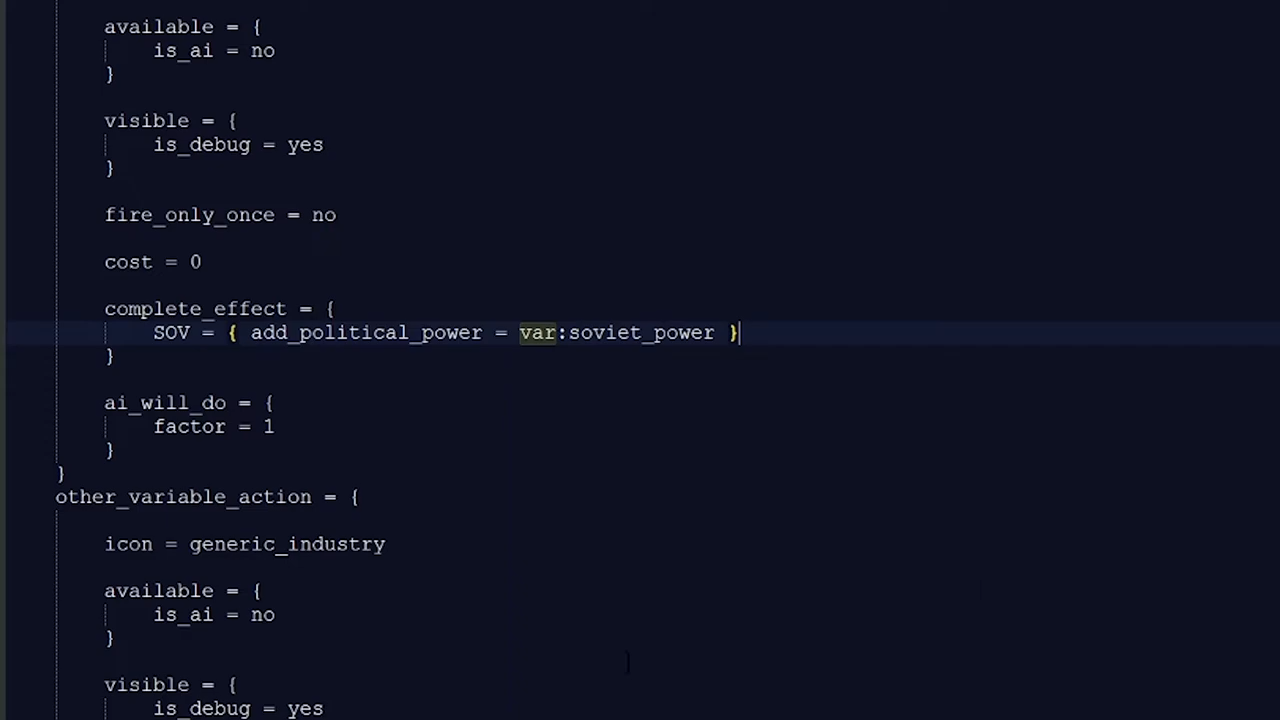 available = {
is_ai = no
}
visible = {
is_debug = yes
}
fire_only_once = no
cost = 0
complete_effect = {
SOV = { add_political_power = var:soviet_power }
}
ai_will_do = {
factor = 1
}
}
other_variable_action = {
icon = generic_industry
available = {
is_ai = no
}
visible = {
is_debug = yes